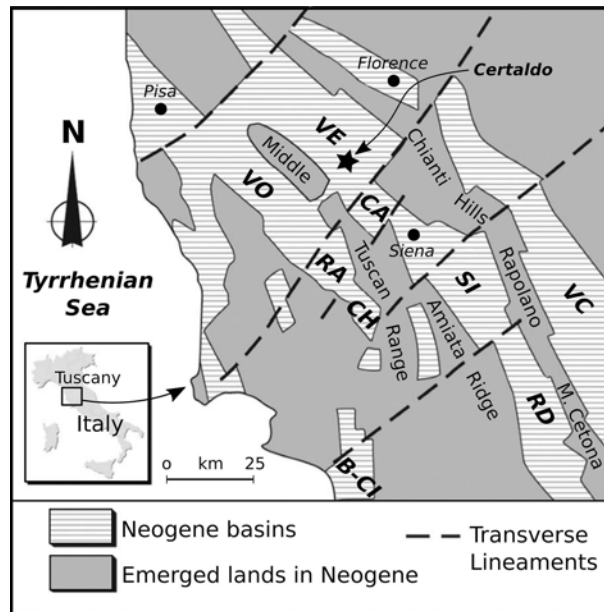 Florence
Certaldo
Pisa
N
VE
Middle
Chianti
Hills
VO
CA
Siena
Tuscan
Range
RA
CH
SI
Rapolano
VC
Tyrrhenian
Sea
Amiata
Ridge
Tuscany
Italy
RD
M. Cetona
o km 25
B-CI
Neogene basins
Transverse
Lineaments
Emerged lands in Neogene